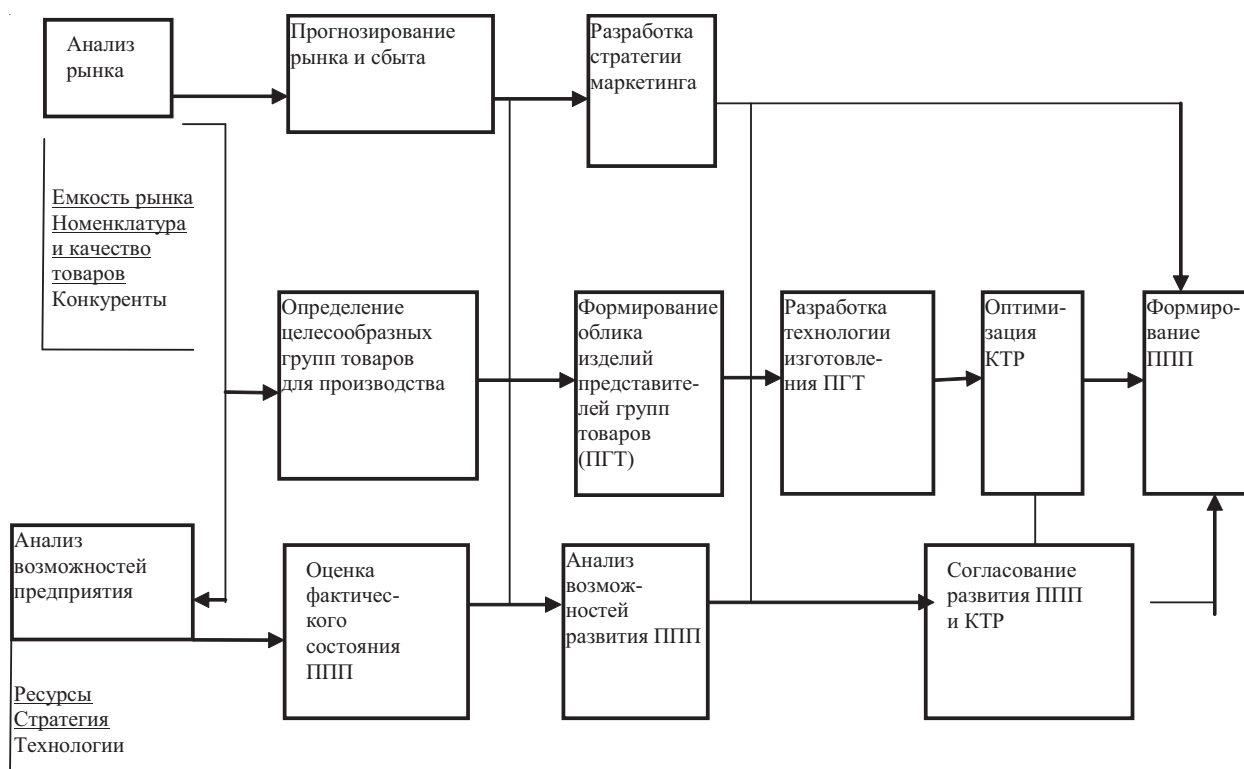 Анализ
рынка
Прогнозирование
рынка и сбыта
Разработка
стратегии
маркетинга
Емкость рынка
Номенклатура
и качество
товаров
Конкуренты
Определение
целесообразных
групп товаров
для производства
Формирование
облика
изделий
представите-
лей групп
товаров
(ПГТ)
Разработка
технологии
изготовле-
ния ПГТ
Оптими-
зация
КТР
Формиро-
ование
ППП
Анализ
возможностей
предприятия
Оценка
фактичес-
кого
состояния
ППП
Анализ
возмож-
ностей
развития ППП
Согласование
развития ППП
и КТР
Ресурсы
Стратегия
Технологии